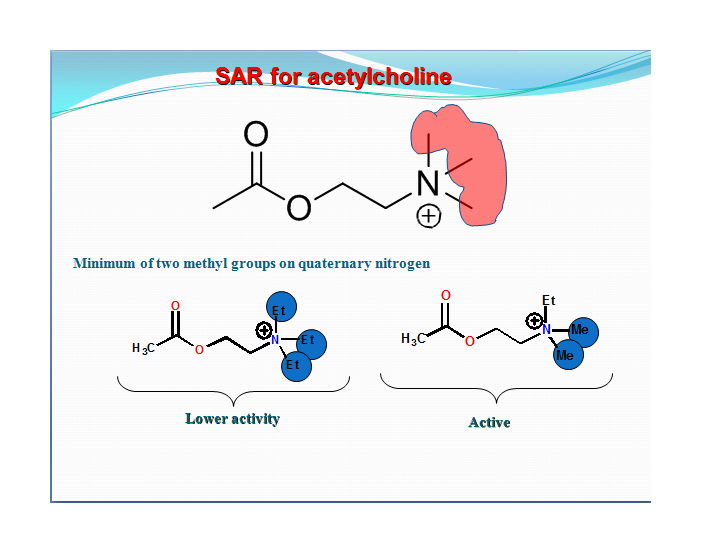 SAR for acetylcholine
O
O
N
+
Minimum of two methyl groups on quaternary nitrogen
O
H3C
O
Et
+
N
Et
Et
O
H3C
O
Et
+
N
Me
Me
Lower activity
Active